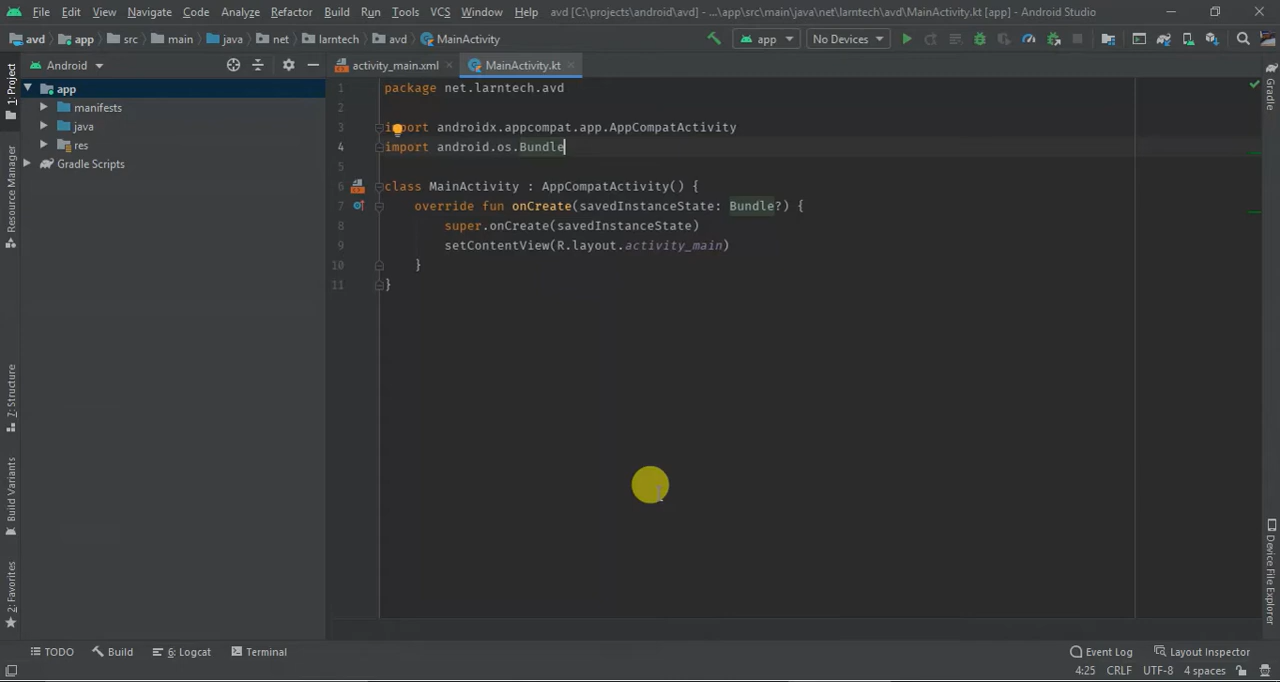 File Edit View Navigate Code Analyze Refactor Build Run Tools VCS Window Help avd [C:\projects\android\avd] - ...\app\src\main\java\net\larntech\avd\MainActivity.kt [app] - Android Studio
avd app src main java net larntech avd MainActivity app No Devices
Android activity_main.xml MainActivity.kt
1: Project
Resource Manager
7: Structure
Build Variants
2: Favorites
app
manifests
java
res
Gradle Scripts
1 package net.larntech.avd
2
3 import androidx.appcompat.app.AppCompatActivity
4 import android.os.Bundle
5
6 class MainActivity : AppCompatActivity() {
7 override fun onCreate(savedInstanceState: Bundle?) {
8 super.onCreate(savedInstanceState)
9 setContentView(R.layout.activity_main)
10 }
11 }
Gradle
Device File Explorer
TODO Build 6: Logcat Terminal Event Log Layout Inspector
4:25 CRLF UTF-8 4 spaces